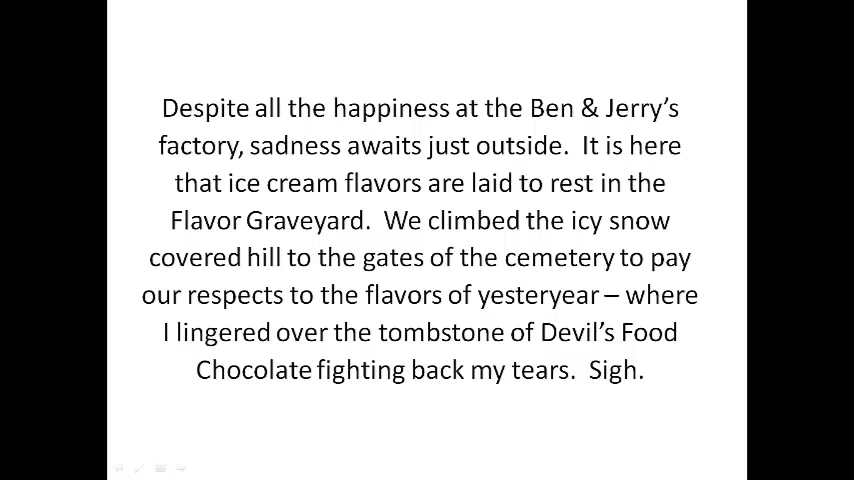 Despite all the happiness at the Ben & Jerry’s
factory, sadness awaits just outside.  It is here
that ice cream flavors are laid to rest in the
Flavor Graveyard.  We climbed the icy snow
covered hill to the gates of the cemetery to pay
our respects to the flavors of yesteryear – where
I lingered over the tombstone of Devil’s Food
Chocolate fighting back my tears.  Sigh.